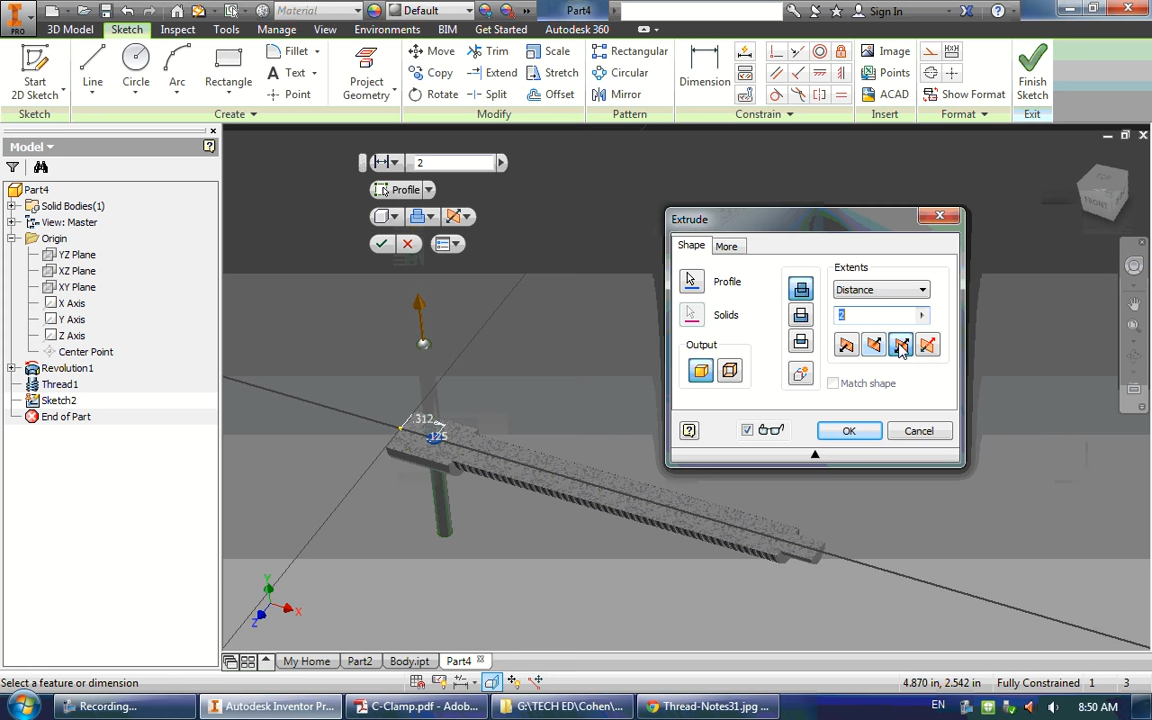 PRO
Material
Default
Part4
Sign In
3D Model
Sketch
Inspect
Tools
Manage
View
Environments
BIM
Get Started
Autodesk 360
Start
2D Sketch
Line
Circle
Arc
Rectangle
Fillet
Text
Point
Project
Geometry
Move
Copy
Rotate
Trim
Extend
Split
Scale
Stretch
Offset
Rectangular
Circular
Mirror
Dimension
Image
Points
ACAD
Show Format
Finish
Sketch
Sketch
Create
Modify
Pattern
Constrain
Insert
Format
Exit
Model
Part4
Solid Bodies(1)
View: Master
Origin
YZ Plane
XZ Plane
XY Plane
X Axis
Y Axis
Z Axis
Center Point
Revolution1
Thread1
Sketch2
End of Part
2
Profile
FRONT
Extrude
Shape
More
Profile
Solids
Output
Extents
Distance
2
Match shape
OK
Cancel
.312
.125
Y
X
Z
My Home
Part2
Body.ipt
Part4
Select a feature or dimension
4.870 in, 2.542 in
Fully Constrained
1
3
Recording...
Autodesk Inventor Pr...
C-Clamp.pdf - Adob...
G:\TECH ED\Cohen\...
Thread-Notes31.jpg ...
EN
8:50 AM